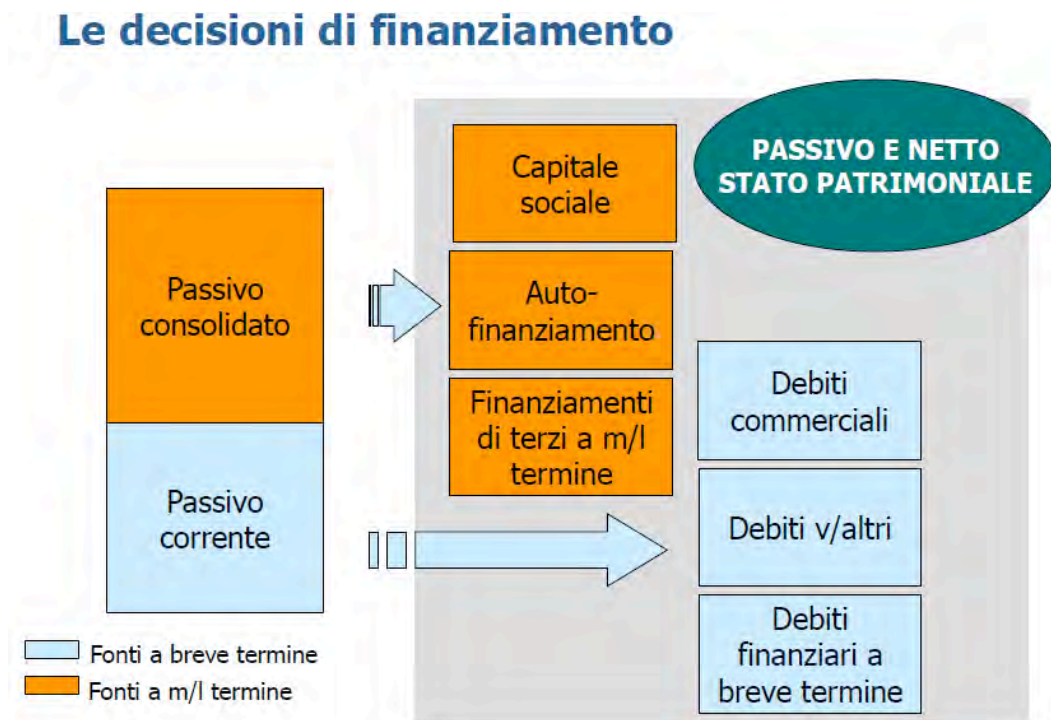 Le decisioni di finanziamento
PASSIVO E NETTO
STATO PATRIMONIALE
Passivo
consolidato
Passivo
corrente
Capitale
sociale
Auto-
finanziamento
Finanziamenti
di terzi a m/l
termine
Debiti
commerciali
Debiti v/altri
Debiti
finanziari a
breve termine
Fonti a breve termine
Fonti a m/l termine